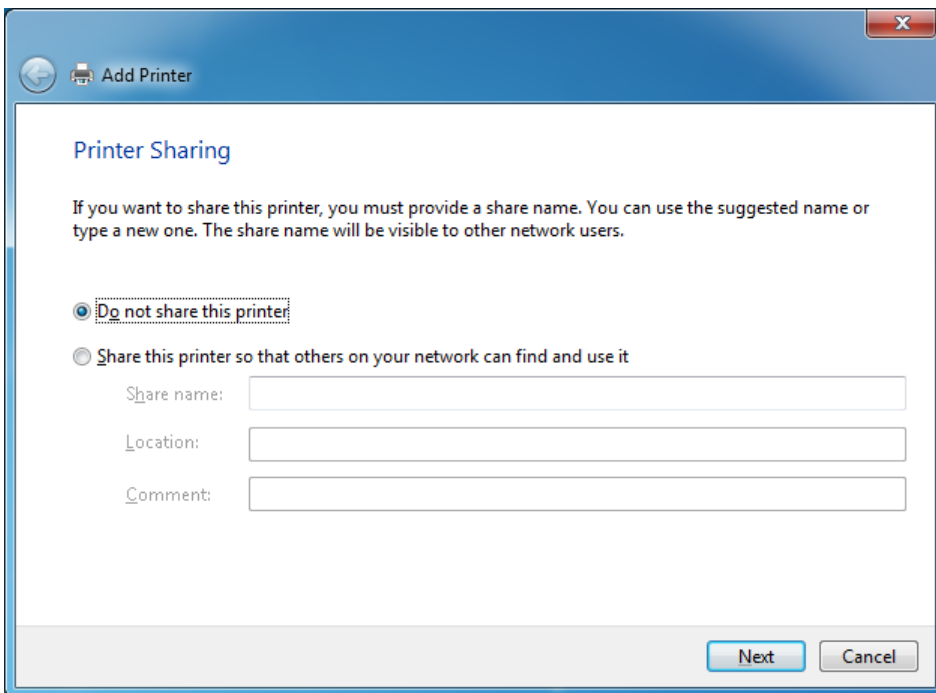 Add Printer
Printer Sharing
If you want to share this printer, you must provide a share name. You can use the suggested name or
type a new one. The share name will be visible to other network users.
Do not share this printer
Share this printer so that others on your network can find and use it
Share name:
Location:
Comment:
Next
Cancel